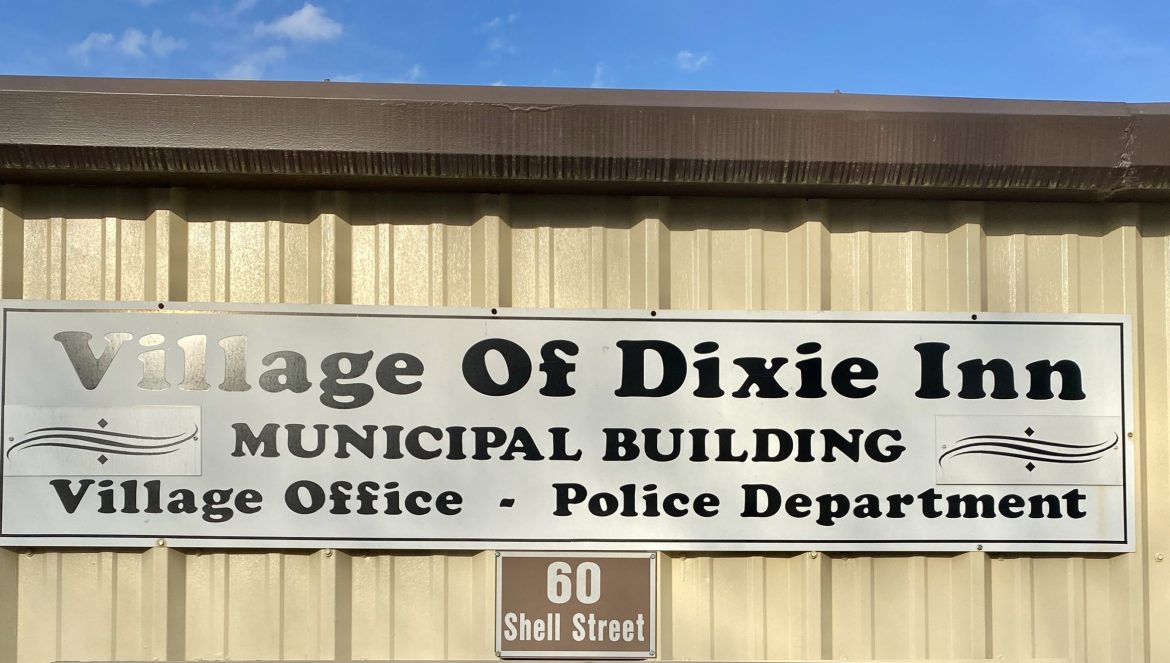 Village Of Dixie Inn
MUNICIPAL BUILDING
Village Office - Police Department
60
Shell Street